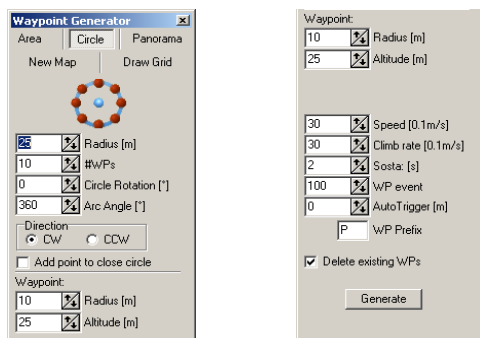 Waypoint Generator
Area Circle Panorama
New Map Draw Grid
25 Radius [m]
10 #WPs
0 Circle Rotation [°]
360 Arc Angle [°]
Direction
CW CCW
Add point to close circle
Waypoint:
10 Radius [m]
25 Altitude [m]
Waypoint:
10 Radius [m]
25 Altitude [m]
30 Speed [0.1m/s]
30 Climb rate [0.1m/s]
2 Sosta: [s]
100 WP event
0 AutoTrigger [m]
P WP Prefix
Delete existing WPs
Generate